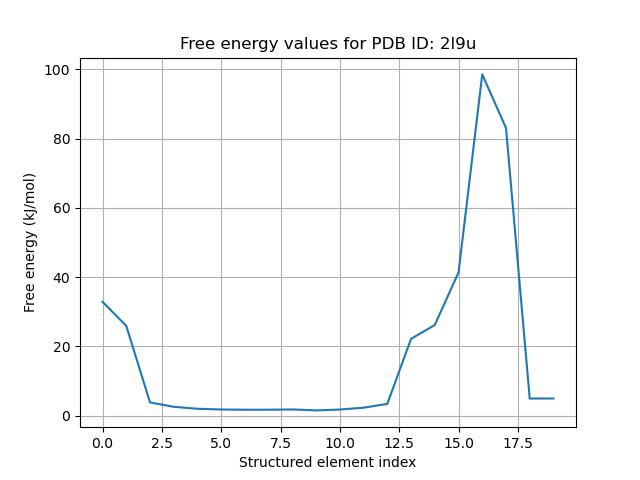 Free energy values for PDB ID: 2l9u
100
80
60
40
20
0
Free energy (kJ/mol)
0.0 2.5 5.0 7.5 10.0 12.5 15.0 17.5
Structured element index